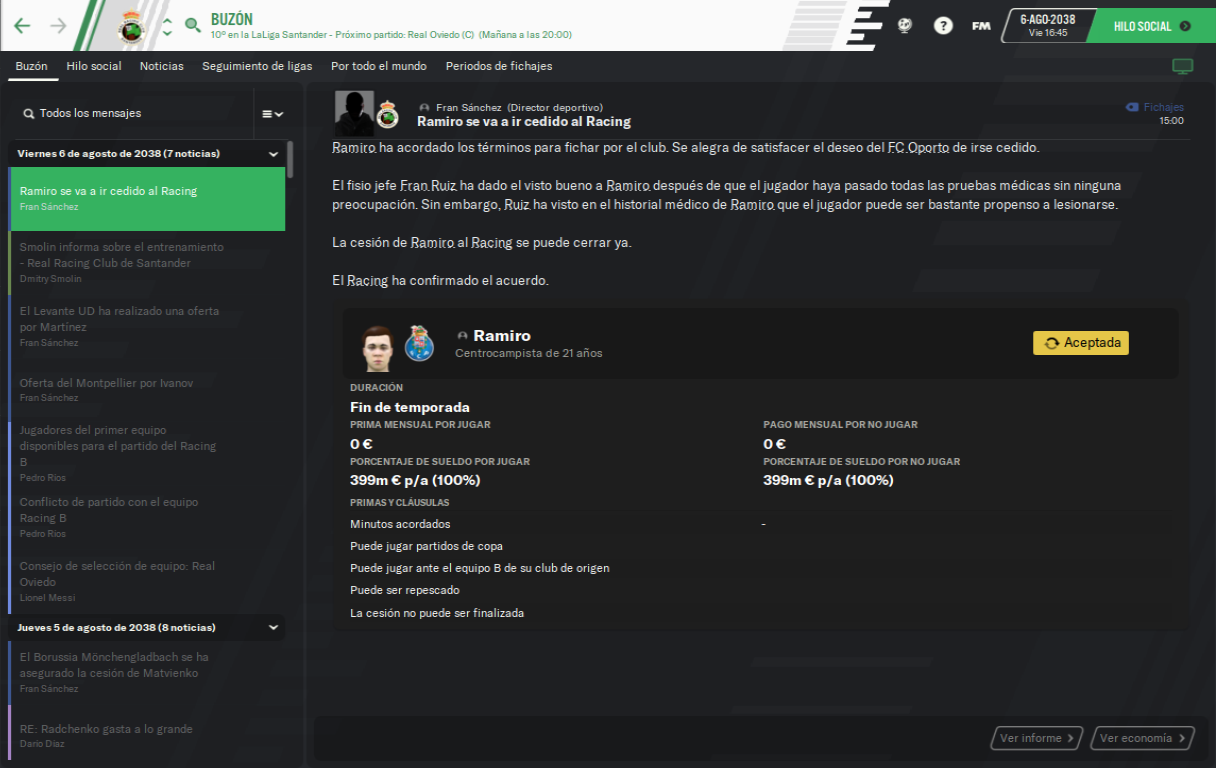 BUZÓN
10º en la LaLiga Santander - Próximo partido: Real Oviedo (C) (Mañana a las 20:00)
?
FM
6-AGO-2038
Vie 16:45
HILO SOCIAL
Buzón
Hilo social
Noticias
Seguimiento de ligas
Por todo el mundo
Periodos de fichajes
Todos los mensajes
Viernes 6 de agosto de 2038 (7 noticias)
Ramiro se va a ir cedido al Racing
Fran Sánchez
Smolin informa sobre el entrenamiento
- Real Racing Club de Santander
Dmitry Smolin
El Levante UD ha realizado una oferta
por Martínez
Fran Sánchez
Oferta del Montpellier por Ivanov
Fran Sánchez
Jugadores del primer equipo
disponibles para el partido del Racing
B
Pedro Ríos
Conflicto de partido con el equipo
Racing B
Pedro Ríos
Consejo de selección de equipo: Real
Oviedo
Lionel Messi
Jueves 5 de agosto de 2038 (8 noticias)
El Borussia Mönchengladbach se ha
asegurado la cesión de Matvienko
Fran Sánchez
RE: Radchenko gasta a lo grande
Darío Díaz
Fran Sánchez (Director deportivo)
Ramiro se va a ir cedido al Racing
Fichajes
15:00
Ramiro ha acordado los términos para fichar por el club. Se alegra de satisfacer el deseo del FC Oporto de irse cedido.
El fisio jefe Fran Ruiz ha dado el visto bueno a Ramiro después de que el jugador haya pasado todas las pruebas médicas sin ninguna
preocupación. Sin embargo, Ruiz ha visto en el historial médico de Ramiro que el jugador puede ser bastante propenso a lesionarse.
La cesión de Ramiro al Racing se puede cerrar ya.
El Racing ha confirmado el acuerdo.
Ramiro
Centrocampista de 21 años
Aceptada
DURACIÓN
Fin de temporada
PRIMA MENSUAL POR JUGAR
PAGO MENSUAL POR NO JUGAR
0 €
0 €
PORCENTAJE DE SUELDO POR JUGAR
PORCENTAJE DE SUELDO POR NO JUGAR
399m € p/a (100%)
399m € p/a (100%)
PRIMAS Y CLÁUSULAS
Minutos acordados
-
Puede jugar partidos de copa
Puede jugar ante el equipo B de su club de origen
Puede ser repescado
La cesión no puede ser finalizada
Ver informe
Ver economía